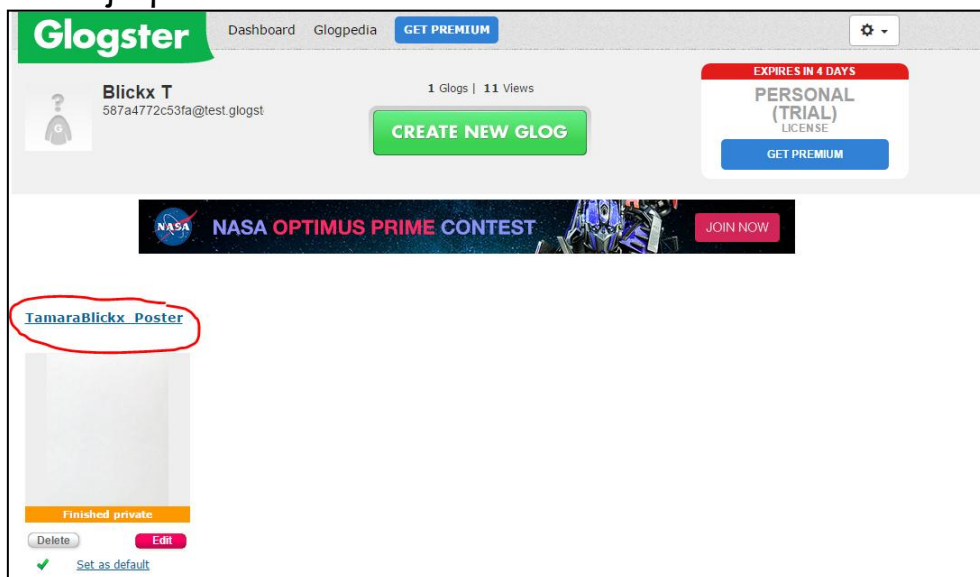 Glogster
Dashboard Glogpedia GET PREMIUM
Blickx T
587a4772c53fa@test.glogst
1 Glogs | 11 Views
CREATE NEW GLOG
EXPIRES IN 4 DAYS
PERSONAL
(TRIAL)
LICENSE
GET PREMIUM
NASA NASA OPTIMUS PRIME CONTEST JOIN NOW
TamaraBlickx Poster
Finished private
Delete Edit
Set as default